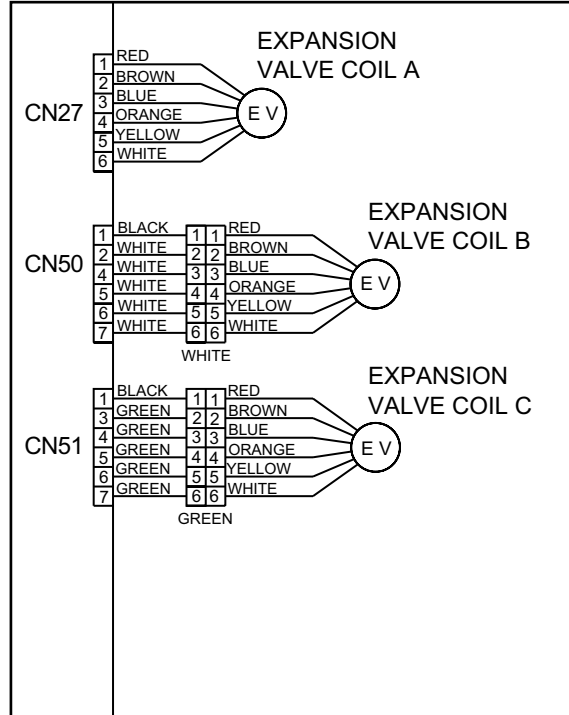 EXPANSION
VALVE COIL A
CN27
1 RED
2 BROWN
3 BLUE
4 ORANGE
5 YELLOW
6 WHITE
E V
EXPANSION
VALVE COIL B
CN50
1 BLACK 1 1 RED
2 WHITE 2 2 BROWN
4 WHITE 3 3 BLUE
5 WHITE 4 4 ORANGE
6 WHITE 5 5 YELLOW
7 WHITE 6 6 WHITE
WHITE
E V
EXPANSION
VALVE COIL C
CN51
1 BLACK 1 1 RED
3 GREEN 2 2 BROWN
4 GREEN 3 3 BLUE
5 GREEN 4 4 ORANGE
6 GREEN 5 5 YELLOW
7 GREEN 6 6 WHITE
GREEN
E V